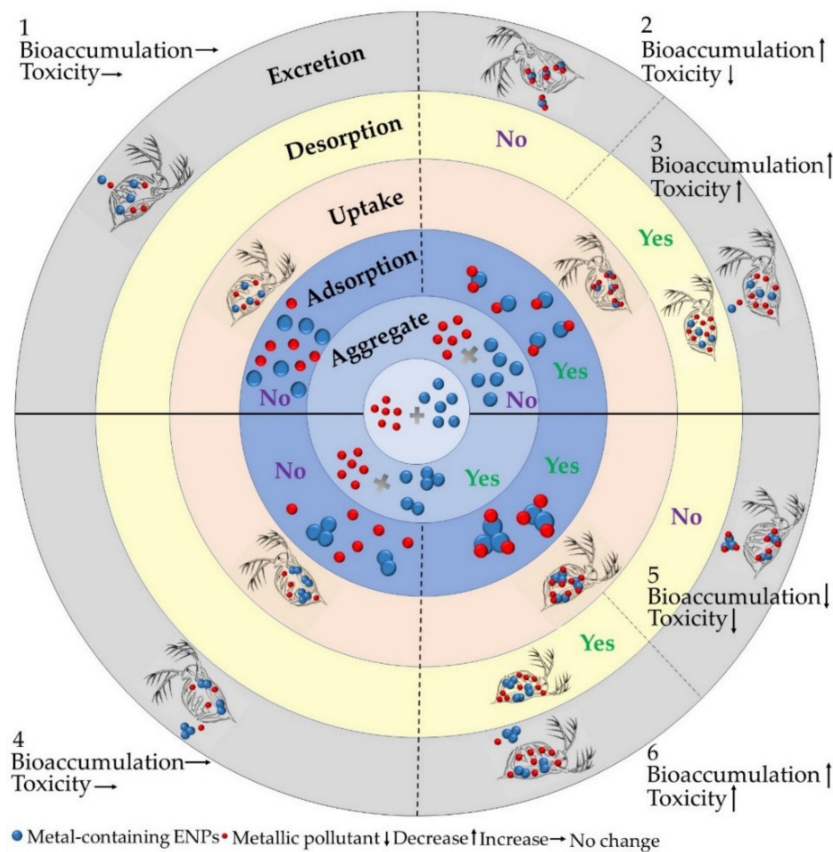 1
Bioaccumulation→
Toxicity→
2
Bioaccumulation↑
Toxicity↓
3
Bioaccumulation↑
Toxicity↑
Excretion
Desorption
Uptake
Adsorption
Aggregate
No
Yes
Yes
No
No
No
Yes
Yes
No
Yes
4
Bioaccumulation→
Toxicity→
5
Bioaccumulation↓
Toxicity↓
6
Bioaccumulation↑
Toxicity↑
Metal-containing ENPs Metallic pollutant ↓Decrease↑Increase→ No change